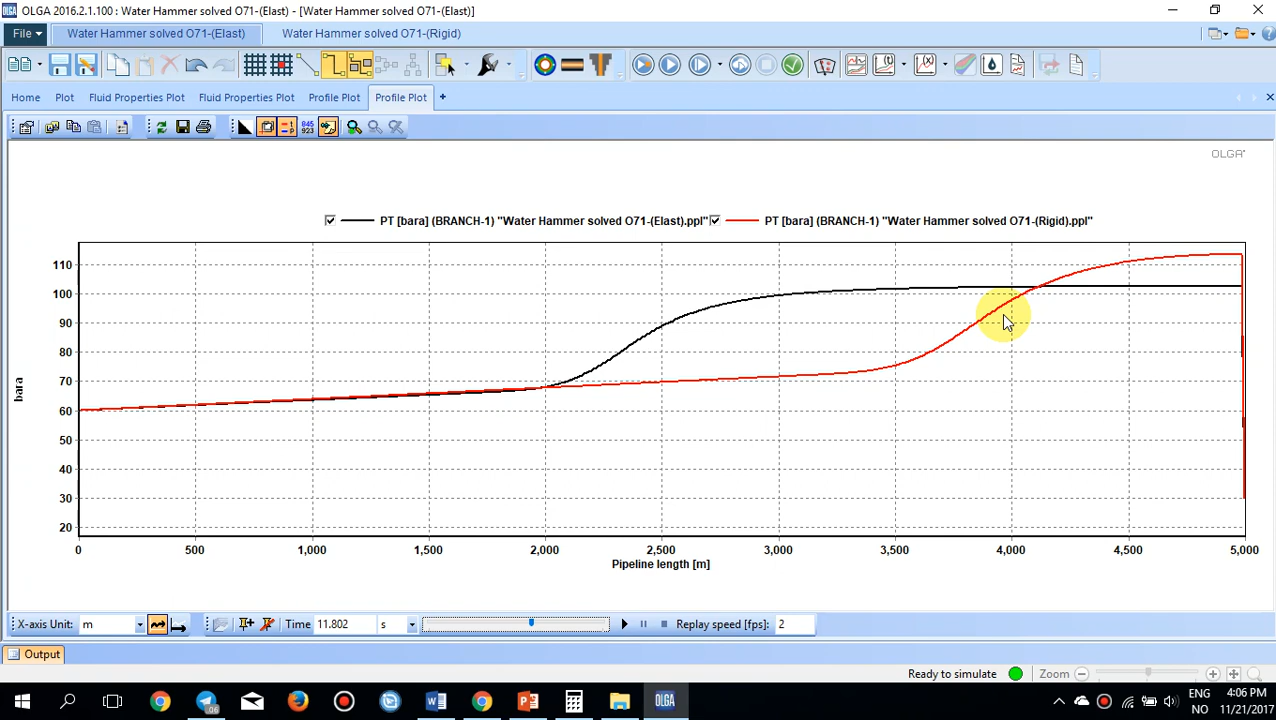 OLGA 2016.2.1.100 : Water Hammer solved O71-(Elast) - [Water Hammer solved O71-(Elast)]
File Water Hammer solved O71-(Elast) Water Hammer solved O71-(Rigid)
Home Plot Fluid Properties Plot Fluid Properties Plot Profile Plot Profile Plot +
845
923
OLGA
PT [bara] (BRANCH-1) "Water Hammer solved O71-(Elast).ppl" PT [bara] (BRANCH-1) "Water Hammer solved O71-(Rigid).ppl"
110
100
90
80
70
60
50
40
30
20
bara
0 500 1,000 1,500 2,000 2,500 3,000 3,500 4,000 4,500 5,000
Pipeline length [m]
X-axis Unit: m Time 11.802 s Replay speed [fps]: 2
Output
Ready to simulate Zoom
06 ENG 4:06 PM
NO 11/21/2017